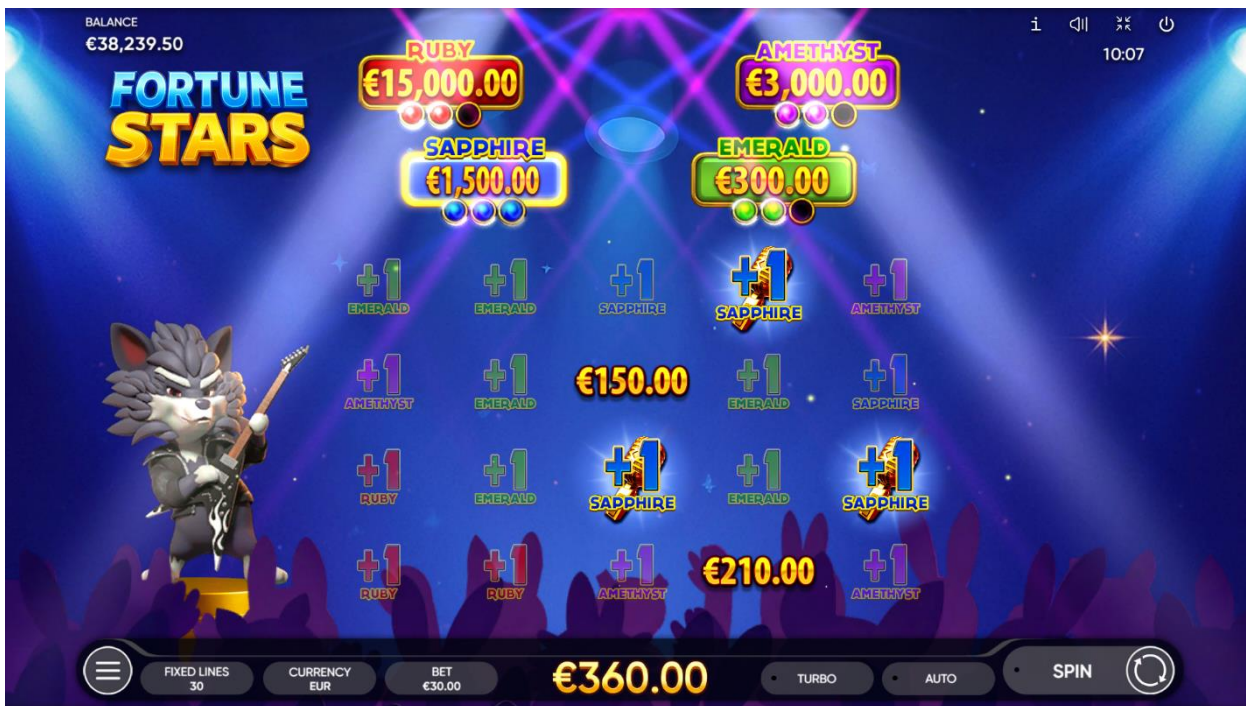 BALANCE
€38,239.50
10:07
FORTUNE
STARS
RUBY
€15,000.00
AMETHYST
€3,000.00
SAPPHIRE
€1,500.00
EMERALD
€300.00
+1 +1 +1 +1 +1
EMERALD EMERALD SAPPHIRE SAPPHIRE AMETHYST
+1 +1 €150.00 +1 +1
AMETHYST EMERALD EMERALD SAPPHIRE
+1 +1 +1 +1 +1
RUBY EMERALD SAPPHIRE EMERALD SAPPHIRE
+1 +1 +1 €210.00 +1
RUBY RUBY AMETHYST AMETHYST
FIXED LINES
30
CURRENCY
EUR
BET
€30.00
€360.00
TURBO
AUTO
SPIN